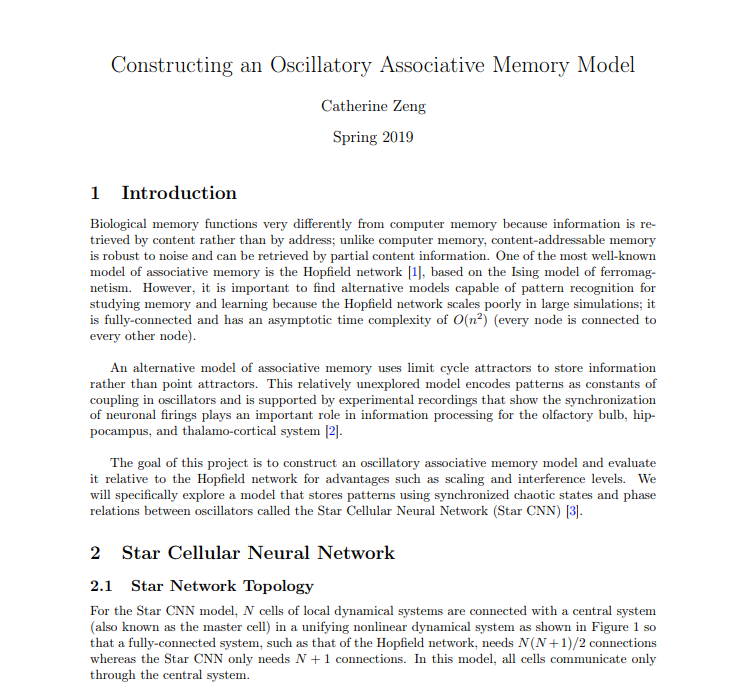 Constructing an Oscillatory Associative Memory Model
Catherine Zeng
Spring 2019
1 Introduction
Biological memory functions very differently from computer memory because information is re-
trieved by content rather than by address; unlike computer memory, content-addressable memory
is robust to noise and can be retrieved by partial content information. One of the most well-known
model of associative memory is the Hopfield network [1], based on the Ising model of ferromag-
netism. However, it is important to find alternative models capable of pattern recognition for
studying memory and learning because the Hopfield network scales poorly in large simulations; it
is fully-connected and has an asymptotic time complexity of O(n²) (every node is connected to
every other node).
An alternative model of associative memory uses limit cycle attractors to store information
rather than point attractors. This relatively unexplored model encodes patterns as constants of
coupling in oscillators and is supported by experimental recordings that show the synchronization
of neuronal firings plays an important role in information processing for the olfactory bulb, hip-
pocampus, and thalamo-cortical system [2].
The goal of this project is to construct an oscillatory associative memory model and evaluate
it relative to the Hopfield network for advantages such as scaling and interference levels. We
will specifically explore a model that stores patterns using synchronized chaotic states and phase
relations between oscillators called the Star Cellular Neural Network (Star CNN) [3].
2 Star Cellular Neural Network
2.1 Star Network Topology
For the Star CNN model, N cells of local dynamical systems are connected with a central system
(also known as the master cell) in a unifying nonlinear dynamical system as shown in Figure 1 so
that a fully-connected system, such as that of the Hopfield network, needs N(N+1)/2 connections
whereas the Star CNN only needs N + 1 connections. In this model, all cells communicate only
through the central system.